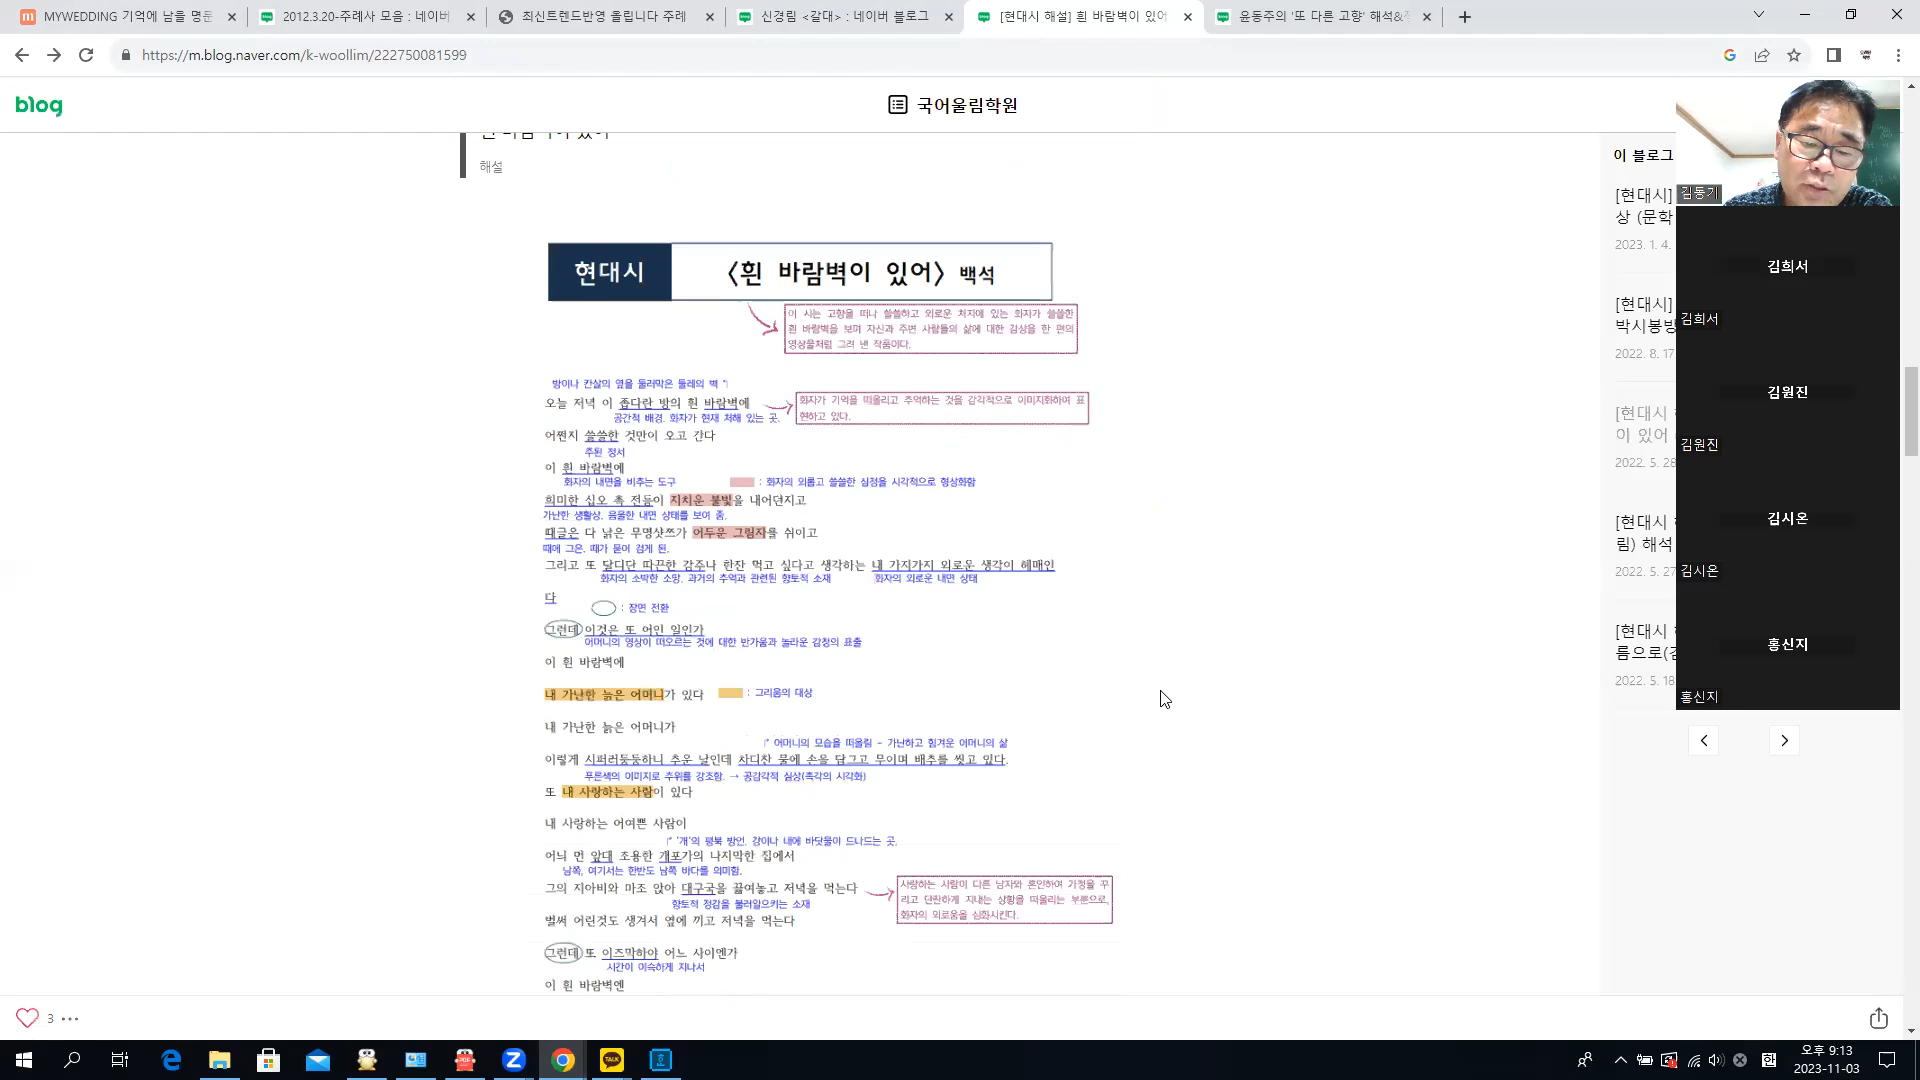 MYWEDDING 기억에 남을 명문
2012.3.20-주례사 모음 : 네이버
최신트렌드반영 올립니다 주례
신경림 <갈대> : 네이버 블로그
[현대시 해설] 흰 바람벽이 있어
윤동주의 '또 다른 고향' 해석&
https://m.blog.naver.com/k-woollim/222750081599
blog
국어울림학원
해설
현대시
〈흰 바람벽이 있어〉 백석
이 시는 고향을 떠나 쓸쓸하고 외로운 처지에 있는 화자가 쓸쓸한
흰 바람벽을 보며 자신과 주변 사람들의 삶에 대한 감상을 한 편의
영상물처럼 그려 낸 작품이다.
방이나 칸살의 옆을 둘러막은 둘레의 벽
오늘 저녁 이 좁다란 방의 흰 바람벽에
화자가 기억을 떠올리고 추억하는 것을 감각적으로 이미지화하여 표
현하고 있다.
공간적 배경. 화자가 현재 처해 있는 곳.
어쩐지 쓸쓸한 것만이 오고 간다
주된 정서
이 흰 바람벽에
화자의 내면을 비추는 도구
: 화자의 외롭고 쓸쓸한 심정을 시각적으로 형상화함
희미한 십오 촉 전등이 지치운 불빛을 내어던지고
가난한 생활상, 음울한 내면 상태를 보여 줌.
때글은 다 낡은 무명샷쯔가 어두운 그림자를 쉬이고
때에 그은. 때가 묻어 검게 된.
그리고 또 달디단 따끈한 감주나 한잔 먹고 싶다고 생각하는 내 가지가지 외로운 생각이 헤매인
화자의 소박한 소망. 과거의 추억과 관련된 향토적 소재
화자의 외로운 내면 상태
다
: 장면 전환
그런데 이것은 또 어인 일인가
어머니의 영상이 떠오르는 것에 대한 반가움과 놀라운 감정의 표출
이 흰 바람벽에
내 가난한 늙은 어머니가 있다
: 그리움의 대상
내 가난한 늙은 어머니가
어머니의 모습을 떠올림 - 가난하고 힘겨운 어머니의 삶
이렇게 시퍼러둥둥하니 추운 날인데 차디찬 물에 손을 담그고 무이며 배추를 씻고 있다.
푸른색의 이미지로 추위를 강조함. → 공감각적 심상(촉각의 시각화)
또 내 사랑하는 사람이 있다
내 사랑하는 어여쁜 사람이
'개'의 평북 방언. 강이나 내에 바닷물이 드나드는 곳.
어늬 먼 앞대 조용한 개포가의 나지막한 집에서
남쪽, 여기서는 한반도 남쪽 바다를 의미함.
그의 지아비와 마조 앉아 대구국을 끓여놓고 저녁을 먹는다
향토적 정감을 불러일으키는 소재
사랑하는 사람이 다른 남자와 혼인하여 가정을 꾸
리고 단란하게 지내는 상황을 떠올리는 부분으로,
화자의 외로움을 심화시킨다.
벌써 어린것도 생겨서 옆에 끼고 저녁을 먹는다
그런데 또 이즈막하야 어느 사이엔가
시간이 이슥하게 지나서
이 흰 바람벽엔
3
이 블로그
[현대시]
상 (문학
2023. 1. 4.
[현대시]
박시봉방
2022. 8. 17
[현대시
이 있어
2022. 5. 28
[현대시
림) 해석
2022. 5. 27
[현대시
름으로(김
2022. 5. 18
김동기
김희서
김희서
김원진
김원진
김시온
김시온
홍신지
홍신지
TALK
한
오후 9:13
2023-11-03